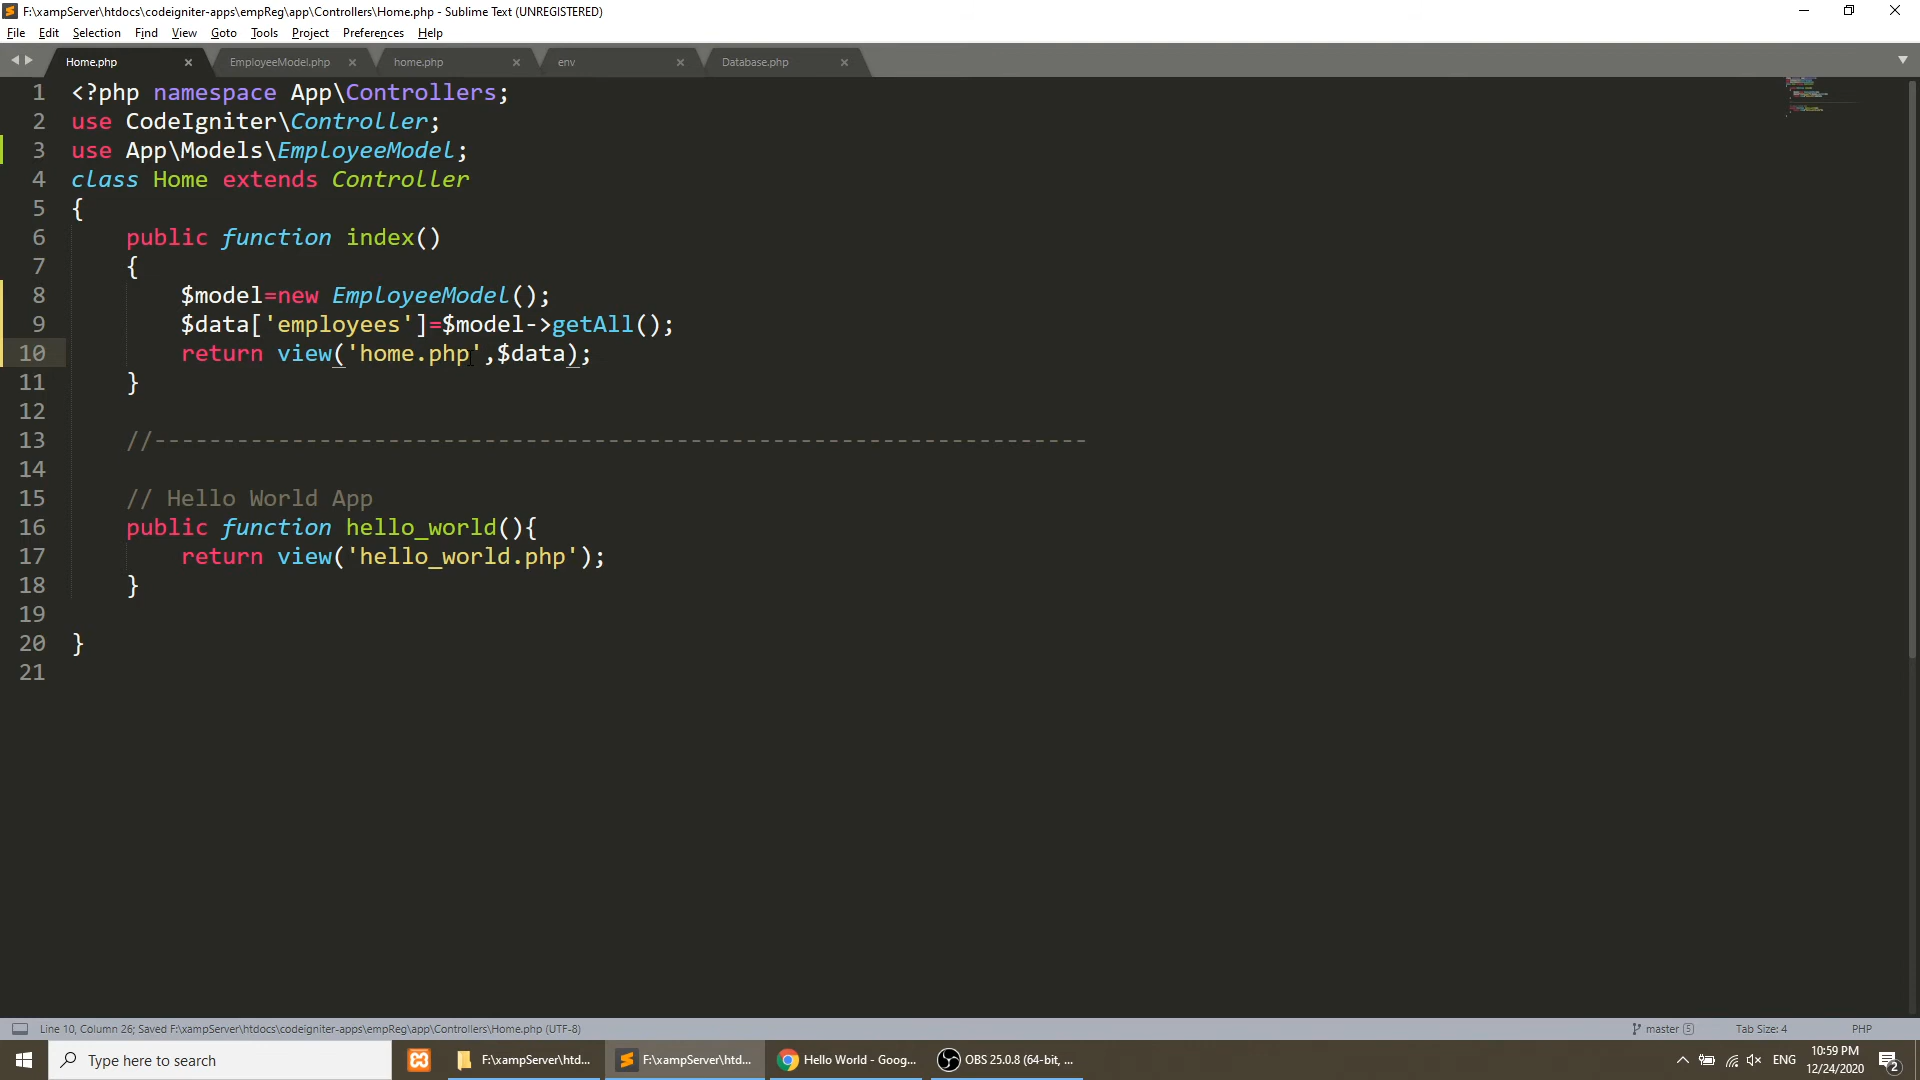 F:\xampServer\htdocs\codeigniter-apps\empReg\app\Controllers\Home.php - Sublime Text (UNREGISTERED)
File Edit Selection Find View Goto Tools Project Preferences Help
Home.php EmployeeModel.php home.php env Database.php
1 <?php namespace App\Controllers;
2 use CodeIgniter\Controller;
3 use App\Models\EmployeeModel;
4 class Home extends Controller
5 {
6 public function index()
7 {
8 $model=new EmployeeModel();
9 $data['employees']=$model->getAll();
10 return view('home.php',$data);
11 }
12
13 //--------------------------------------------------------------------
14
15 // Hello World App
16 public function hello_world(){
17 return view('hello_world.php');
18 }
19
20 }
21
Line 10, Column 26; Saved F:\xampServer\htdocs\codeigniter-apps\empReg\app\Controllers\Home.php (UTF-8) master 5 Tab Size: 4 PHP
Type here to search F:\xampServer\htd... F:\xampServer\htd... Hello World - Goog... OBS 25.0.8 (64-bit, ... ENG 10:59 PM 2
12/24/2020